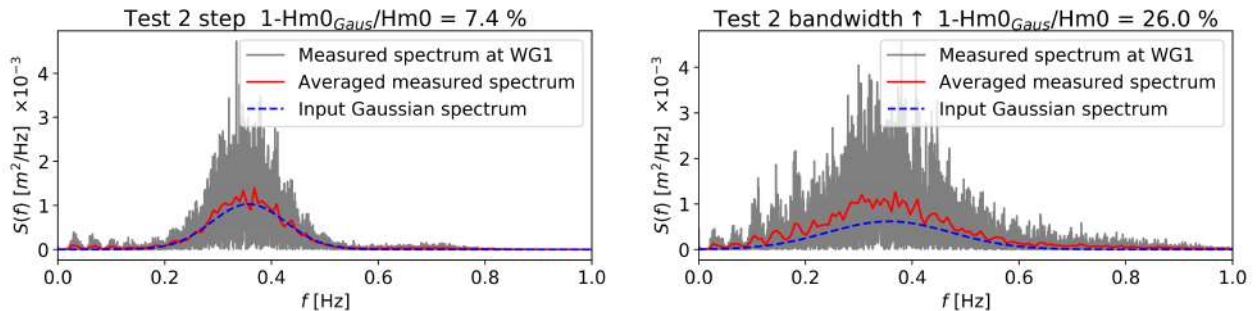 Test 2 step 1-Hm0Gaus/Hm0 = 7.4 %
Measured spectrum at WG1
Averaged measured spectrum
Input Gaussian spectrum
S(f) [m²/Hz] ×10⁻³
4
3
2
1
0
0.0 0.2 0.4 0.6 0.8 1.0
f [Hz]
Test 2 bandwidth ↑ 1-Hm0Gaus/Hm0 = 26.0 %
Measured spectrum at WG1
Averaged measured spectrum
Input Gaussian spectrum
S(f) [m²/Hz] ×10⁻³
4
3
2
1
0
0.0 0.2 0.4 0.6 0.8 1.0
f [Hz]